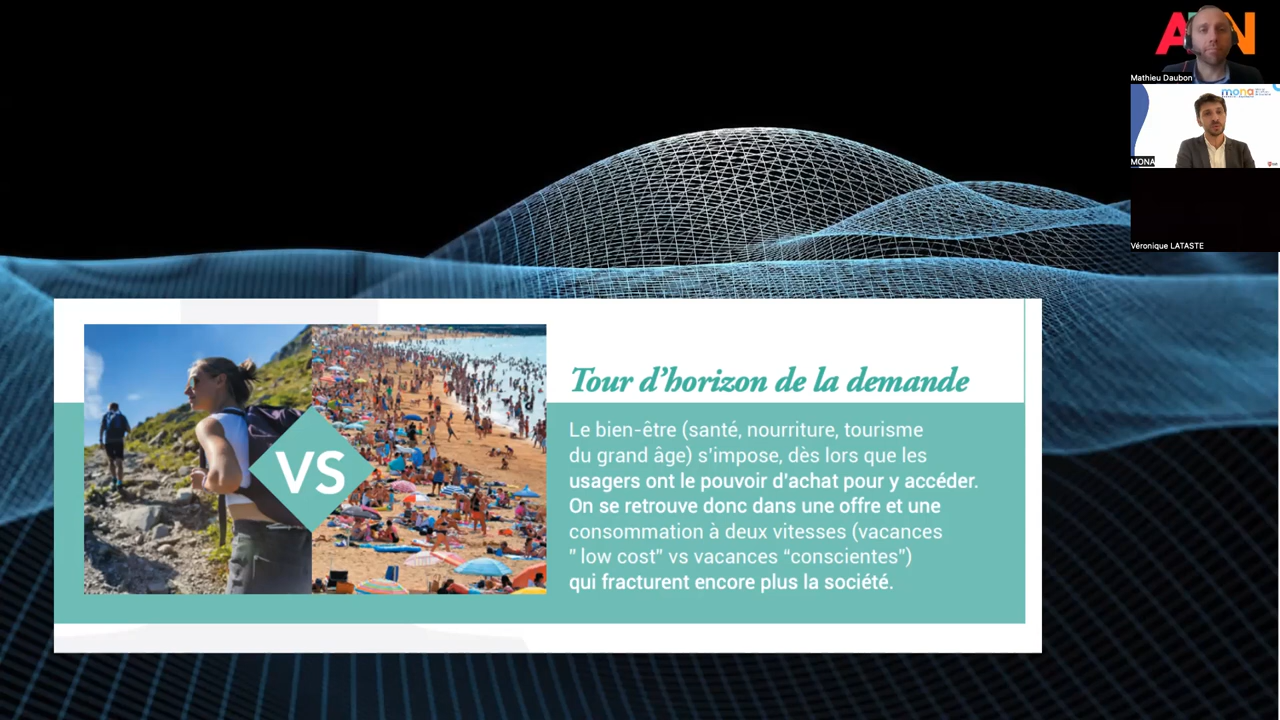 Mathieu Daubon
mona
MONA
Véronique LATASTE
VS
Tour d'horizon de la demande
Le bien-être (santé, nourriture, tourisme
du grand âge) s'impose, dès lors que les
usagers ont le pouvoir d'achat pour y accéder.
On se retrouve donc dans une offre et une
consommation à deux vitesses (vacances
" low cost" vs vacances “conscientes”)
qui fracturent encore plus la société.